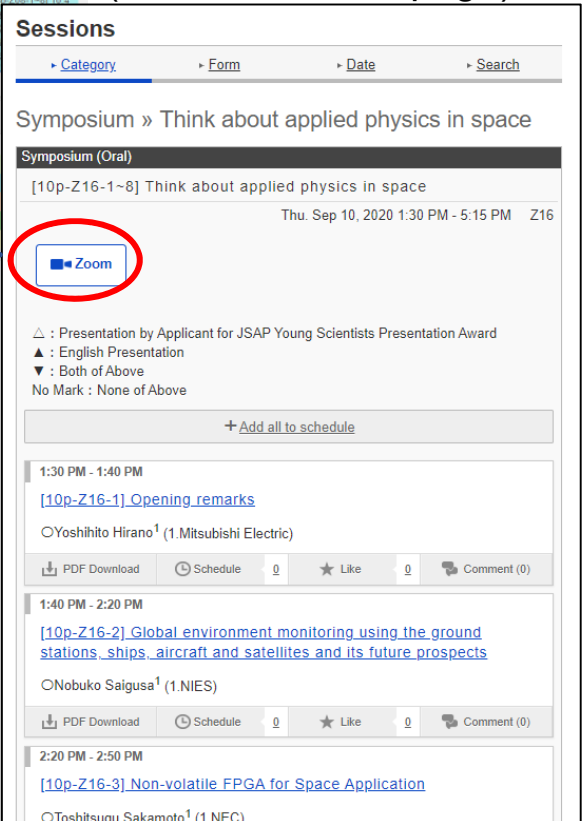 Sessions
▸ Category ▸ Form ▸ Date ▸ Search
Symposium » Think about applied physics in space
Symposium (Oral)
[10p-Z16-1~8] Think about applied physics in space
Thu. Sep 10, 2020 1:30 PM - 5:15 PM Z16
Zoom
△ : Presentation by Applicant for JSAP Young Scientists Presentation Award
▲ : English Presentation
▼ : Both of Above
No Mark : None of Above
+ Add all to schedule
1:30 PM - 1:40 PM
[10p-Z16-1] Opening remarks
○Yoshihito Hirano¹ (1.Mitsubishi Electric)
PDF Download Schedule 0 ★ Like 0 Comment (0)
1:40 PM - 2:20 PM
[10p-Z16-2] Global environment monitoring using the ground
stations, ships, aircraft and satellites and its future prospects
○Nobuko Saigusa¹ (1.NIES)
PDF Download Schedule 0 ★ Like 0 Comment (0)
2:20 PM - 2:50 PM
[10p-Z16-3] Non-volatile FPGA for Space Application
○Toshitsugu Sakamoto¹ (1.NEC)